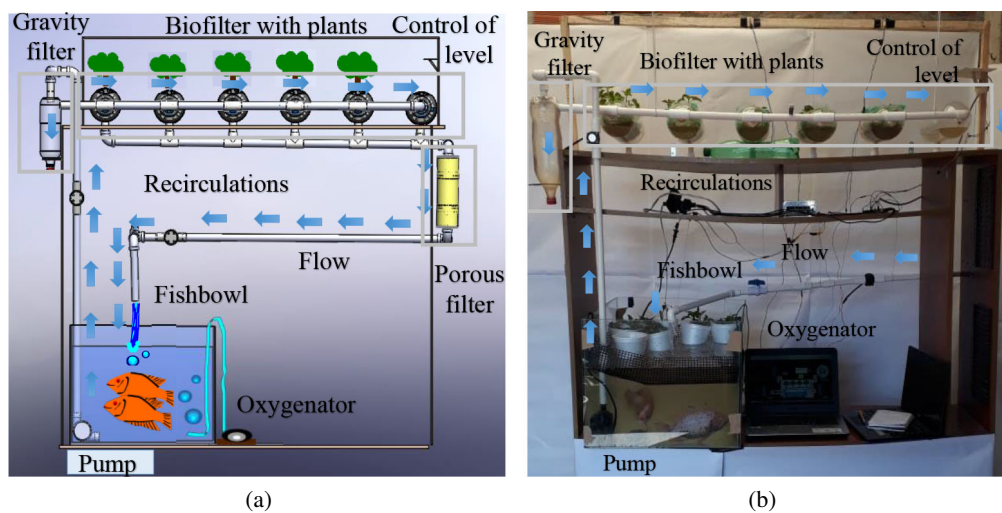 Gravity
filter
Biofilter with plants
Control of
level
Recirculations
Flow
Porous
filter
Fishbowl
Oxygenator
Pump
(a)
Gravity
filter
Biofilter with plants
Control of
level
Recirculations
Flow
Fishbowl
Oxygenator
Pump
(b)